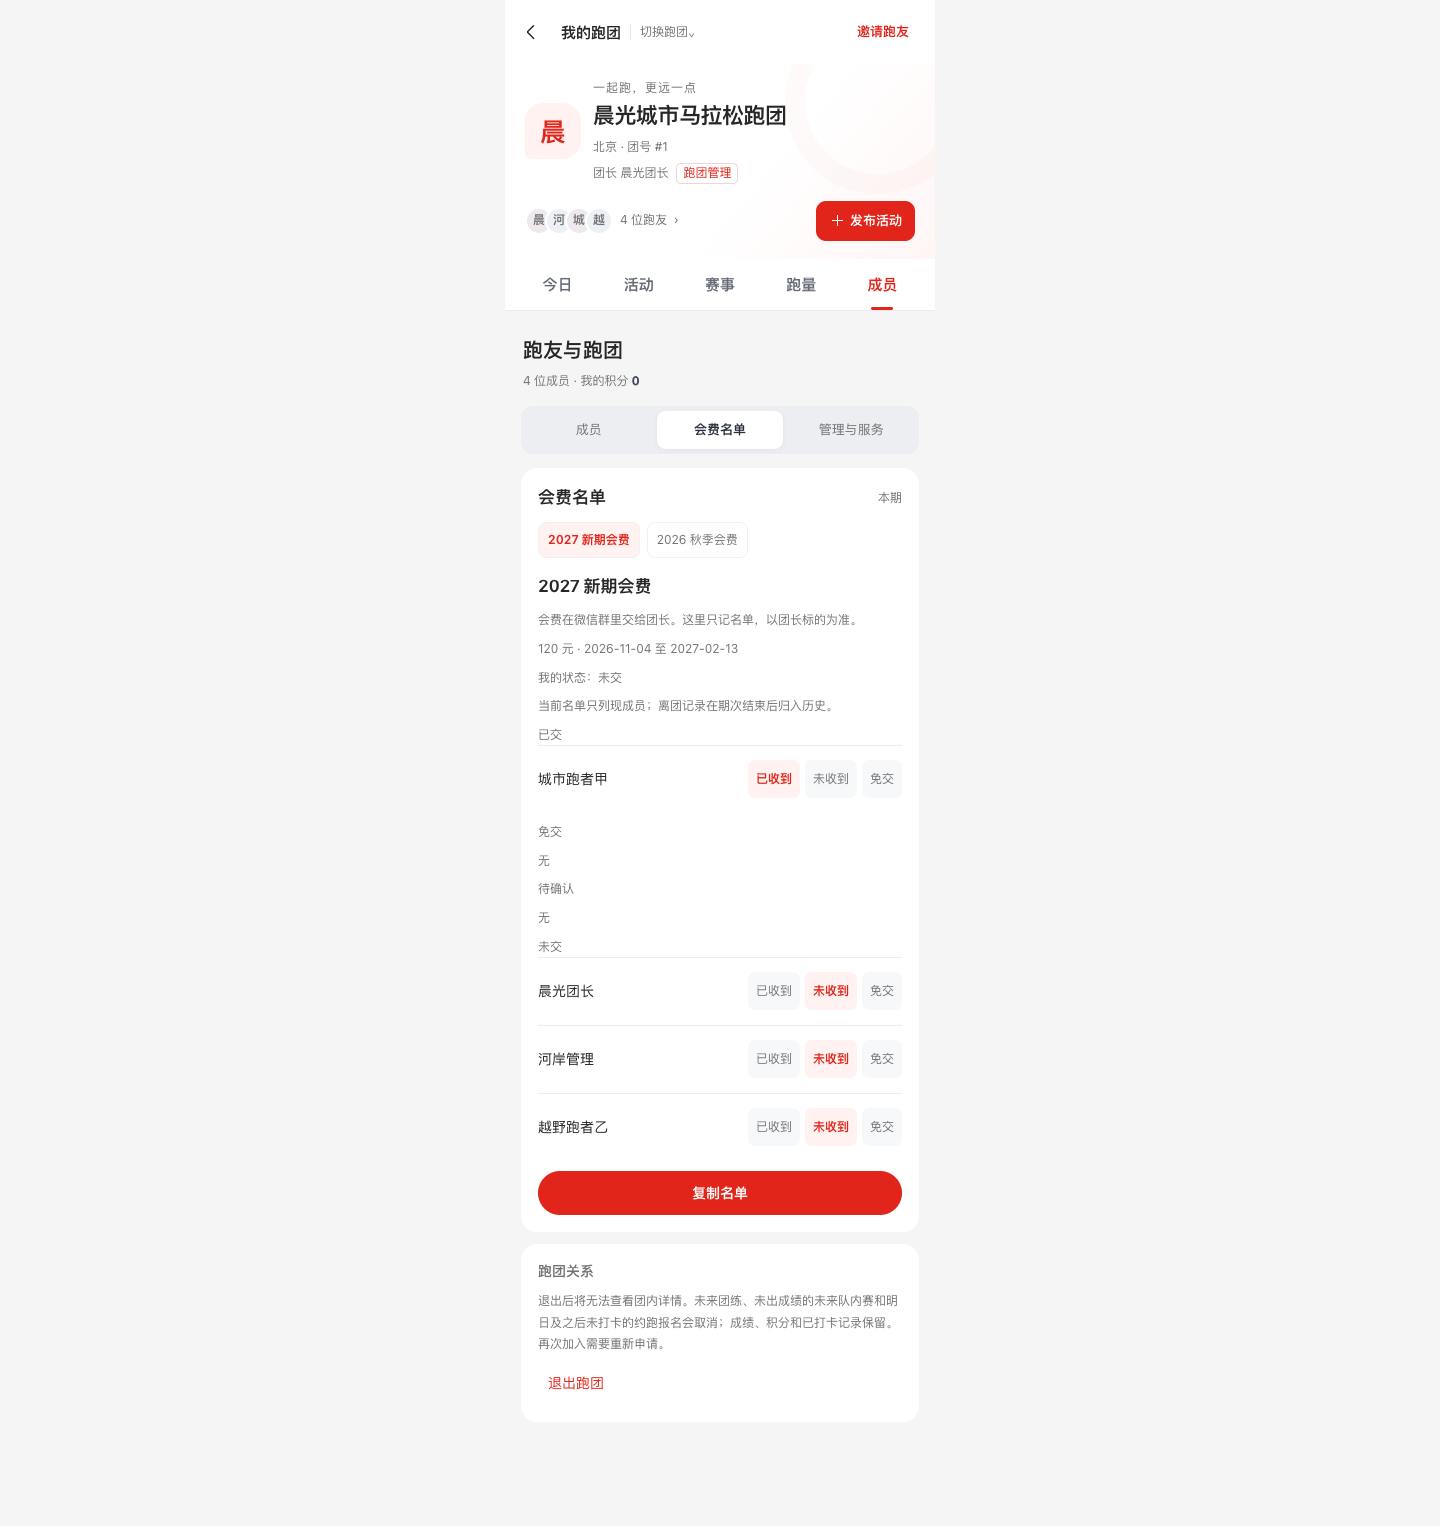 我的跑团 切换跑团 邀请跑友
一起跑，更远一点
晨
晨光城市马拉松跑团
北京 · 团号 #1
团长 晨光团长 跑团管理
晨 河 城 越 4 位跑友 › 发布活动
今日 活动 赛事 跑量 成员
跑友与跑团
4 位成员 · 我的积分 0
成员 会费名单 管理与服务
会费名单 本期
2027 新期会费 2026 秋季会费
2027 新期会费
会费在微信群里交给团长。这里只记名单，以团长标的为准。
120 元 · 2026-11-04 至 2027-02-13
我的状态：未交
当前名单只列现成员；离团记录在期次结束后归入历史。
已交
城市跑者甲 已收到 未收到 免交
免交
无
待确认
无
未交
晨光团长 已收到 未收到 免交
河岸管理 已收到 未收到 免交
越野跑者乙 已收到 未收到 免交
复制名单
跑团关系
退出后将无法查看团内详情。未来团练、未出成绩的未来队内赛和明
日及之后未打卡的约跑报名会取消；成绩、积分和已打卡记录保留。
再次加入需要重新申请。
退出跑团